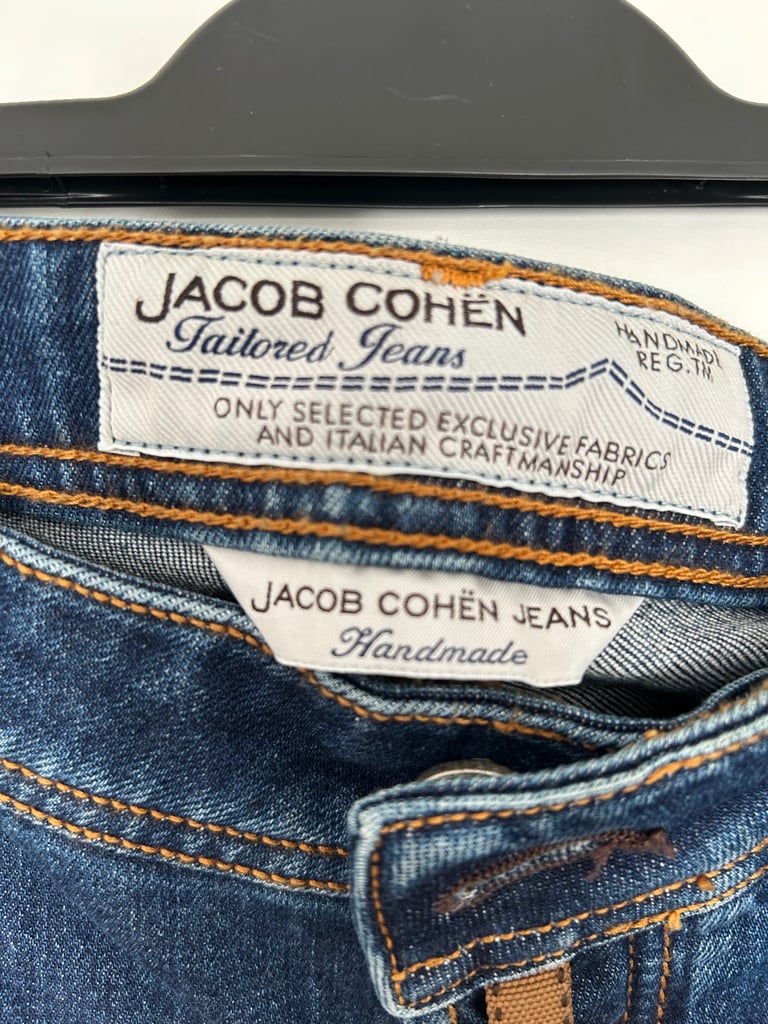 JACOB COHËN
Tailored Jeans
HANDMADE
REG.TM
ONLY SELECTED EXCLUSIVE FABRICS
AND ITALIAN CRAFTMANSHIP
JACOB COHËN JEANS
Handmade